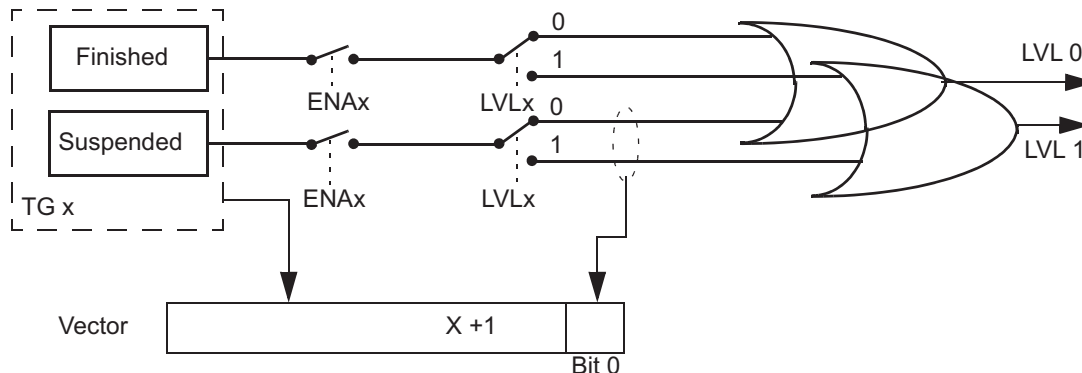 Finished
Suspended
TG x
ENAx
ENAx
LVLx
LVLx
0
1
0
1
LVL 0
LVL 1
Vector
X +1
Bit 0